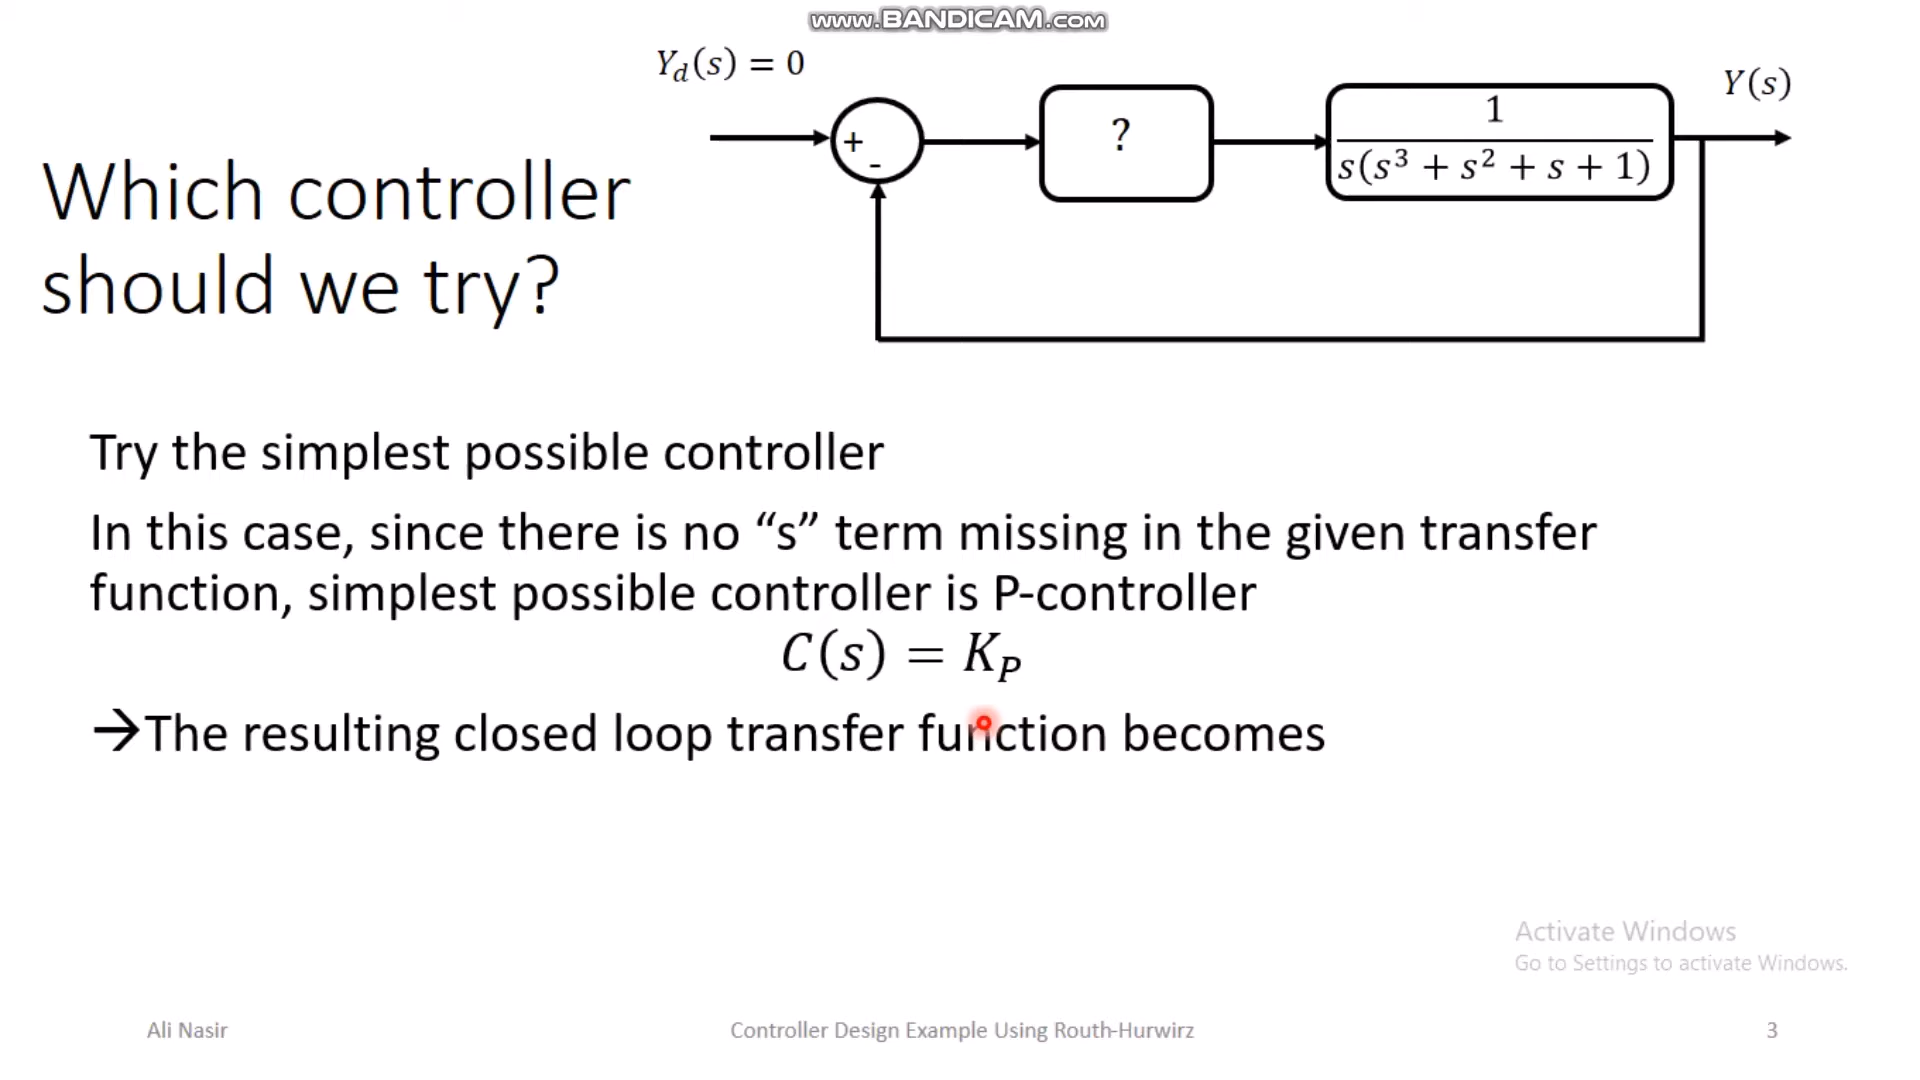 www.BANDICAM.com
Y_d(s) = 0
Y(s)
+
-
?
1
s(s³ + s² + s + 1)
Which controller
should we try?
Try the simplest possible controller
In this case, since there is no “s” term missing in the given transfer
function, simplest possible controller is P-controller
C(s) = K_P
→The resulting closed loop transfer function becomes
Activate Windows
Go to Settings to activate Windows.
Ali Nasir
Controller Design Example Using Routh-Hurwirz
3